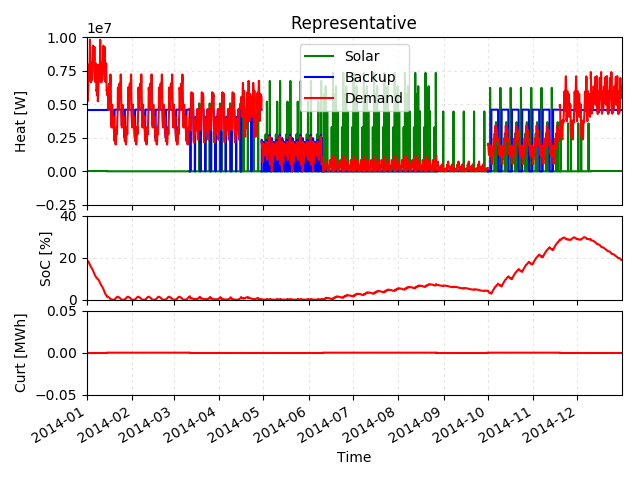 Representative
1e7
1.00
0.75
0.50
0.25
0.00
−0.25
Heat [W]
Solar
Backup
Demand
40
20
0
SoC [%]
0.05
0.00
−0.05
Curt [MWh]
2014-01
2014-02
2014-03
2014-04
2014-05
2014-06
2014-07
2014-08
2014-09
2014-10
2014-11
2014-12
Time